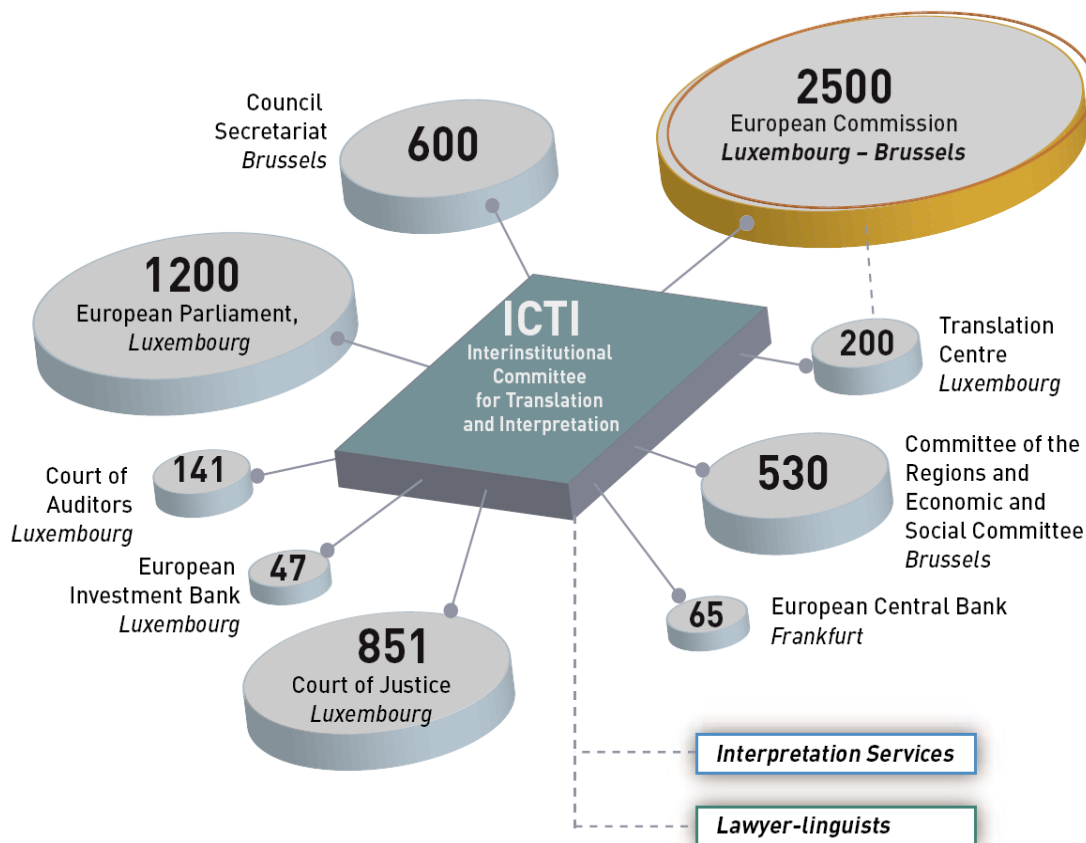 2500
European Commission
Luxembourg – Brussels
Council
Secretariat
Brussels
600
1200
European Parliament,
Luxembourg
ICTI
Interinstitutional
Committee
for Translation
and Interpretation
200
Translation
Centre
Luxembourg
141
Court of
Auditors
Luxembourg
530
Committee of the
Regions and
Economic and
Social Committee
Brussels
47
European
Investment Bank
Luxembourg
65
European Central Bank
Frankfurt
851
Court of Justice
Luxembourg
Interpretation Services
Lawyer-linguists